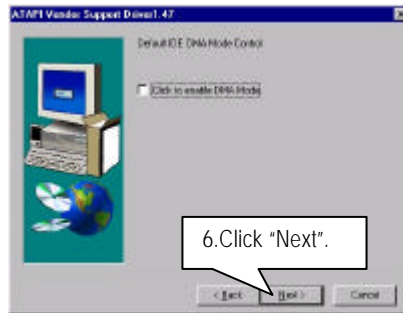 ATAPI Vendor Support Driver1.47
Default IDE DMA Mode Control
Click to enable DMA Mode
6.Click “Next”.
< Back
Next >
Cancel